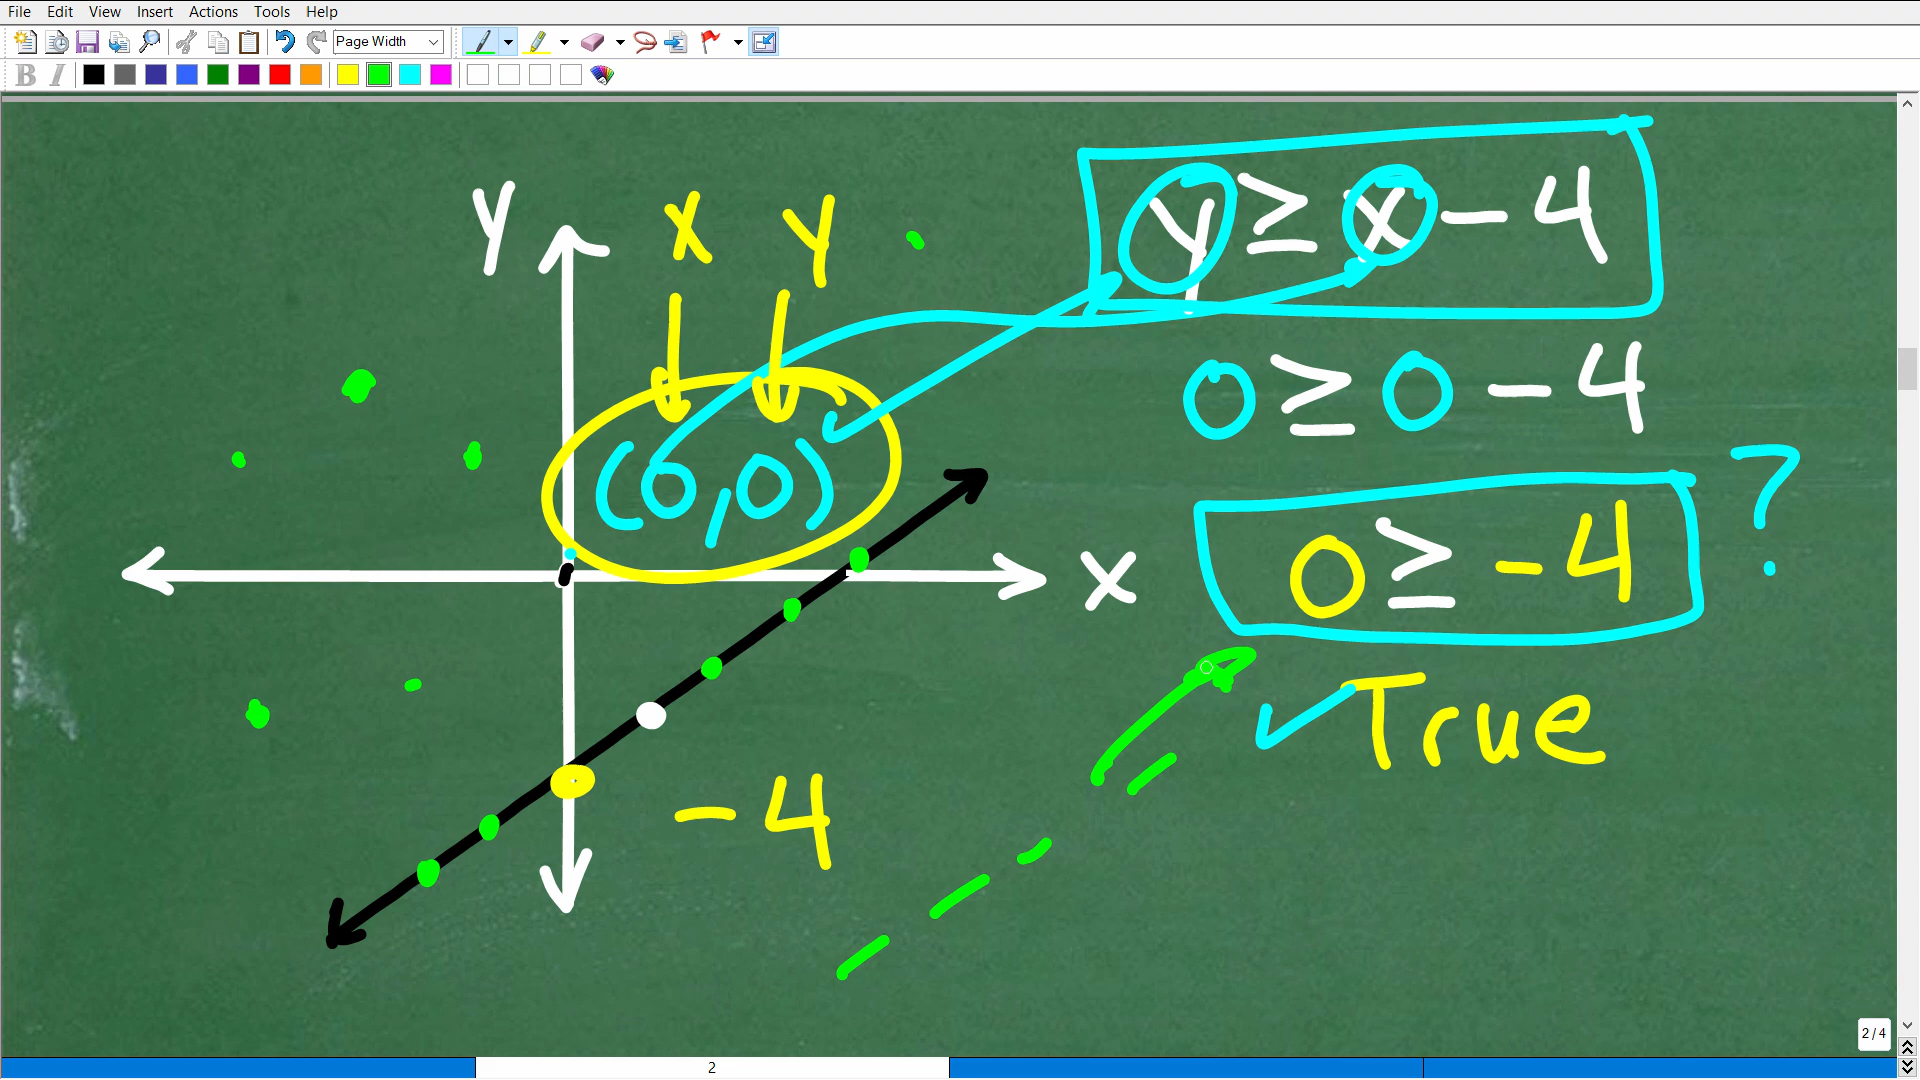 File Edit View Insert Actions Tools Help
Page Width
B I
y x y
y ≥ x - 4
0 ≥ 0 - 4
(0,0)
?
0 ≥ -4
x
True
-4
2 / 4
2